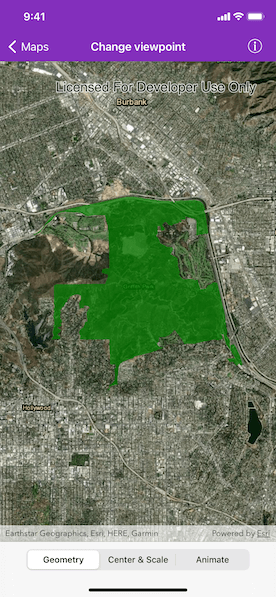 9:41
Maps
Change viewpoint
Licensed For Developer Use Only
Burbank
Hollywood
Earthstar Geographics, Esri, HERE, Garmin
Powered by Esri
Geometry
Center & Scale
Animate